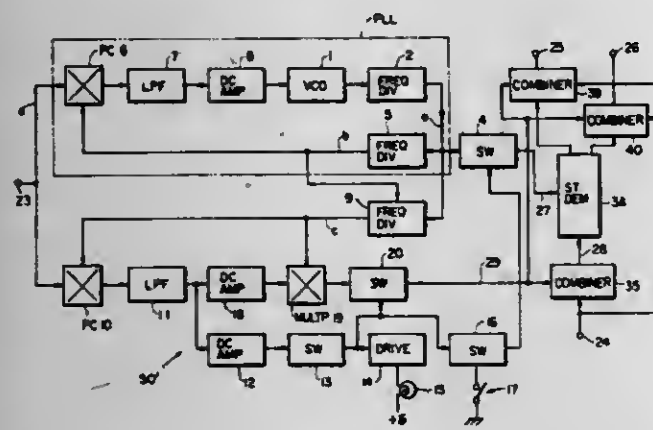 PLL
PC 6
7
8
1
2
25
26
LPF
DC AMP
VCO
FREQ DIV
COMBINER
39
a
5
e
4
COMBINER
b
FREQ DIV
SW
40
23
9
27
ST DEM
34
FREQ DIV
c
20
28
29
LPF
DC AMP
SW
COMBINER
35
PC 10
11
18
MULTP 19
16
24
DC AMP
SW
DRIVE
SW
50'
12
13
14
15
17
+B